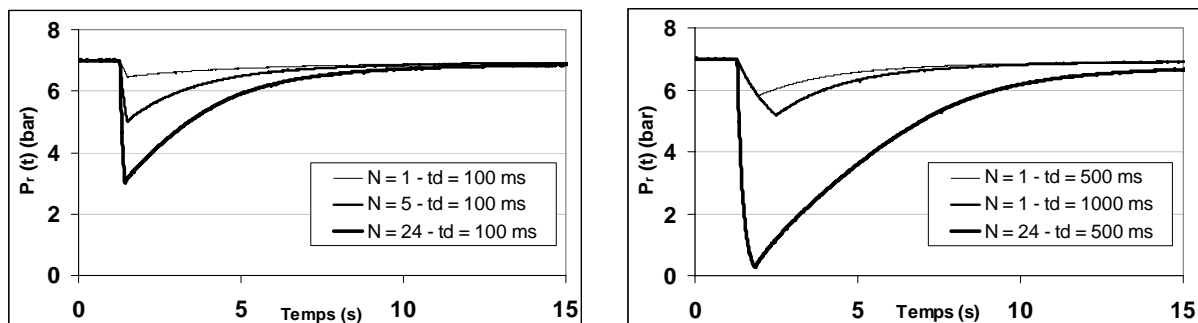 Pr (t) (bar)
8
6
4
2
0
N = 1 - td = 100 ms
N = 5 - td = 100 ms
N = 24 - td = 100 ms
0 5 10 15
Temps (s)
Pr (t) (bar)
8
6
4
2
0
N = 1 - td = 500 ms
N = 1 - td = 1000 ms
N = 24 - td = 500 ms
0 5 10 15
Temps (s)